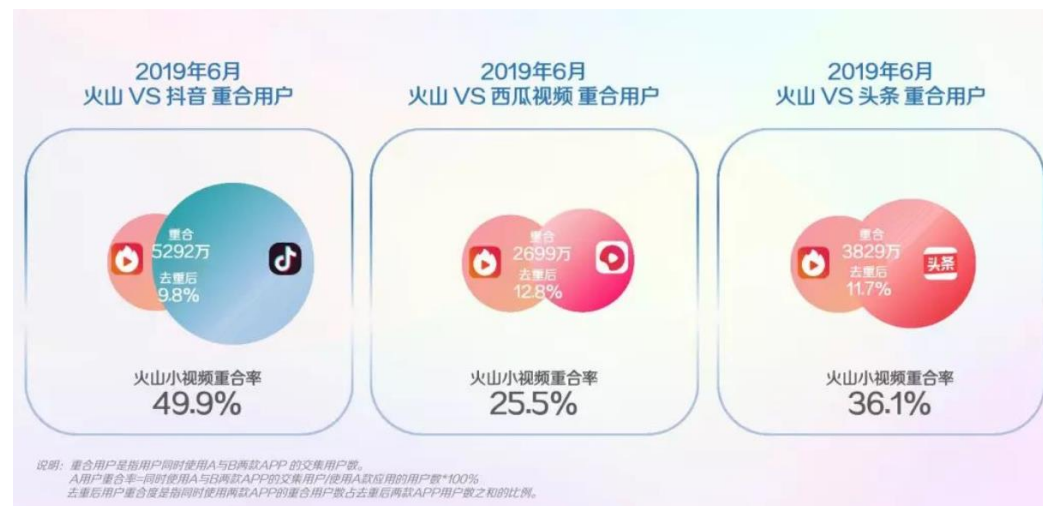 2019年6月
火山 VS 抖音 重合用户
重合
5292万
去重后
9.8%
火山小视频重合率
49.9%
2019年6月
火山 VS 西瓜视频 重合用户
重合
2699万
去重后
12.8%
火山小视频重合率
25.5%
2019年6月
火山 VS 头条 重合用户
重合
3829万
去重后
11.7%
头条
火山小视频重合率
36.1%
说明：重合用户是指用户同时使用A与B两款APP 的交集用户数。
A用户重合率=同时使用A与B两款APP的交集用户/使用A款应用的用户数*100%
去重后用户重合度是指同时使用两款APP的重合用户数占去重后两款APP用户数之和的比例。